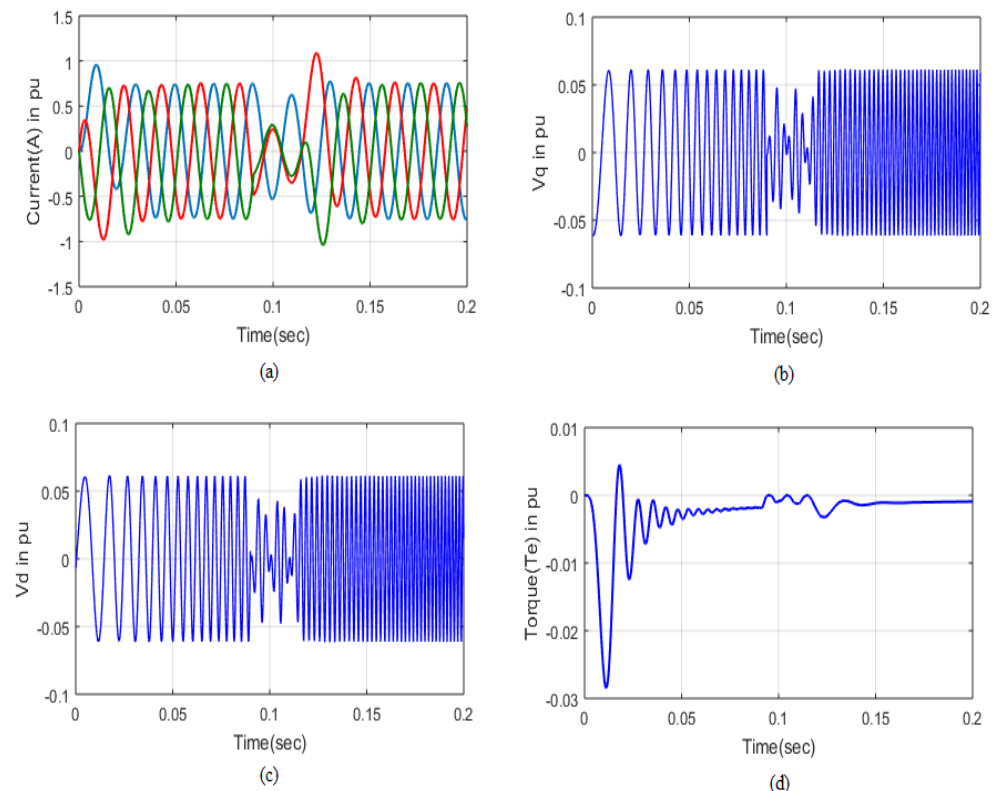 1.5
1
0.5
0
-0.5
-1
-1.5
Current(A) in pu
0 0.05 0.1 0.15 0.2
Time(sec)
(a)
0.1
0.05
0
-0.05
-0.1
Vq in pu
0 0.05 0.1 0.15 0.2
Time(sec)
(b)
0.1
0.05
0
-0.05
-0.1
Vd in pu
0 0.05 0.1 0.15 0.2
Time(sec)
(c)
0.01
0
-0.01
-0.02
-0.03
Torque(Te) in pu
0 0.05 0.1 0.15 0.2
Time(sec)
(d)